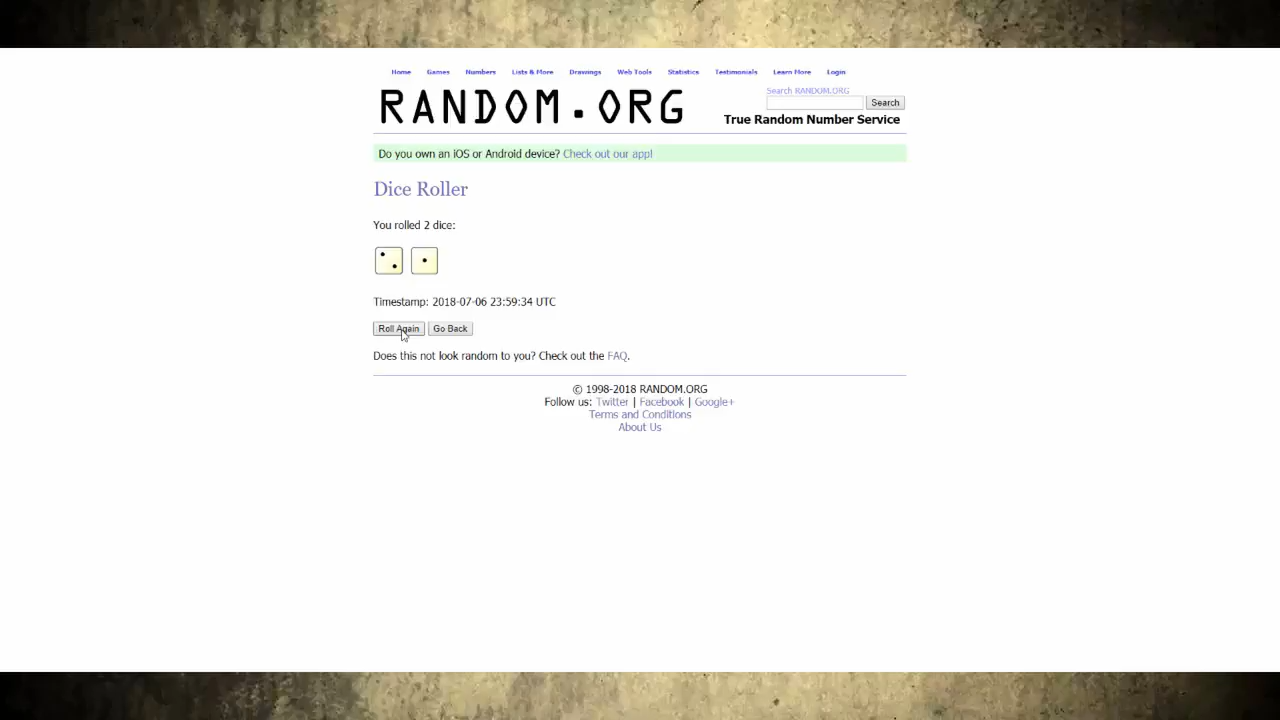 Home Games Numbers Lists & More Drawings Web Tools Statistics Testimonials Learn More Login
RANDOM.ORG
Search RANDOM.ORG
Search
True Random Number Service
Do you own an iOS or Android device? Check out our app!
Dice Roller
You rolled 2 dice:
Timestamp: 2018-07-06 23:59:34 UTC
Roll Again Go Back
Does this not look random to you? Check out the FAQ.
© 1998-2018 RANDOM.ORG
Follow us: Twitter | Facebook | Google+
Terms and Conditions
About Us